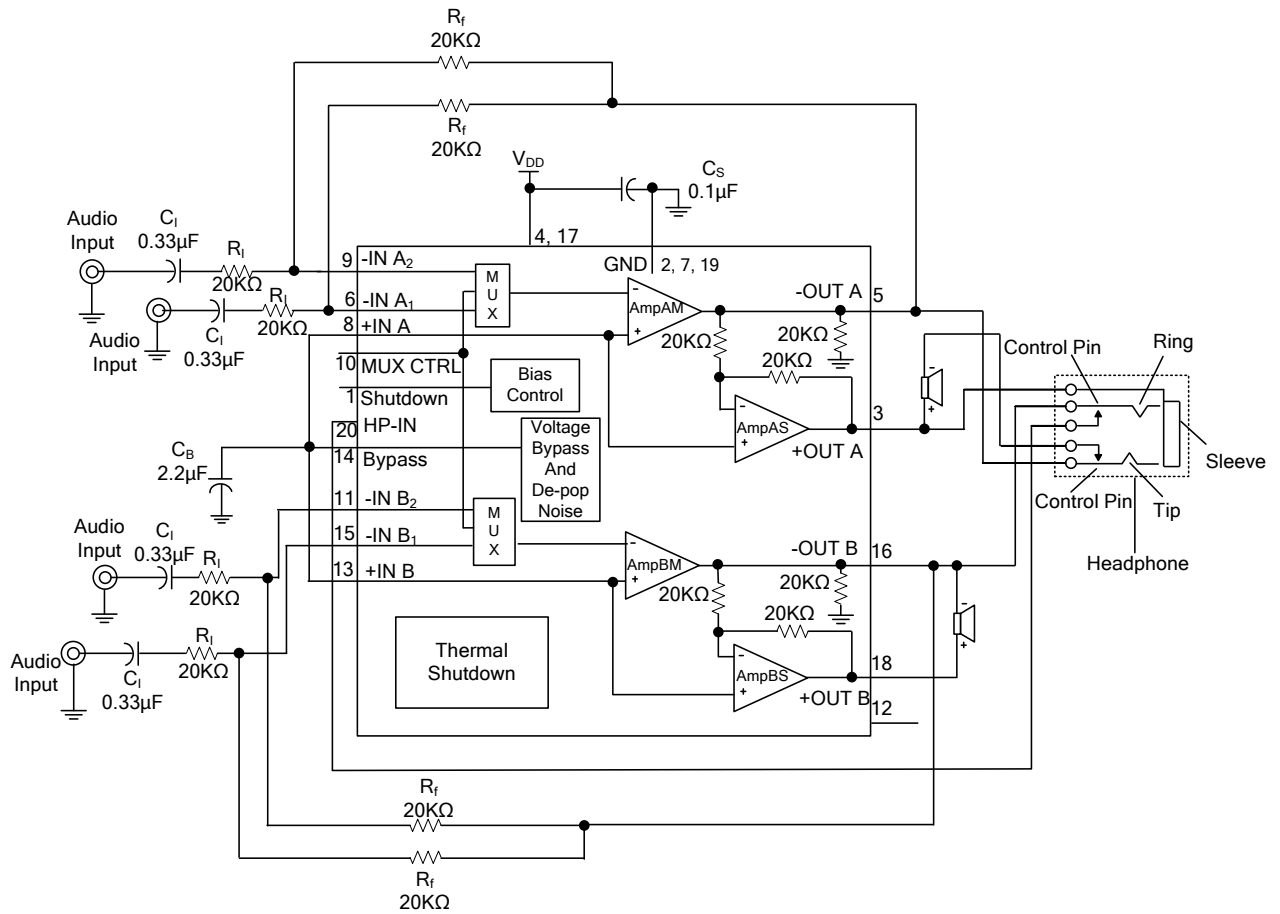 Rf
20KΩ
Rf
20KΩ
VDD
CS
0.1µF
4, 17
Audio
Input
CI
0.33µF
RI
20KΩ
9
-IN A2
GND
2, 7, 19
M
U
X
-
AmpAM
+
-OUT A
5
Audio
Input
CI
0.33µF
RI
20KΩ
6
-IN A1
8
+IN A
20KΩ
20KΩ
20KΩ
10
MUX CTRL
1
Shutdown
Bias
Control
-
AmpAS
+
3
+OUT A
-
+
Control Pin
Ring
Sleeve
Control Pin
Tip
Headphone
20
HP-IN
14
Bypass
Voltage
Bypass
And
De-pop
Noise
CB
2.2µF
11
-IN B2
15
-IN B1
13
+IN B
M
U
X
Audio
Input
CI
0.33µF
RI
20KΩ
-
AmpBM
+
-OUT B
16
20KΩ
20KΩ
20KΩ
-
+
Audio
Input
CI
0.33µF
RI
20KΩ
Thermal
Shutdown
-
AmpBS
+
18
+OUT B
12
Rf
20KΩ
Rf
20KΩ